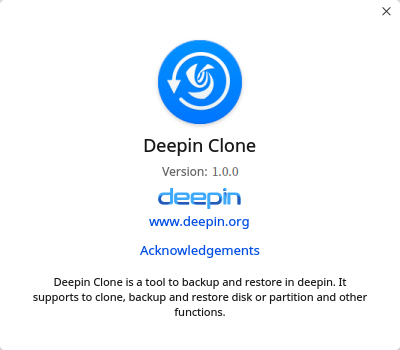 Deepin Clone
Version: 1.0.0
deepin
www.deepin.org
Acknowledgements
Deepin Clone is a tool to backup and restore in deepin. It
supports to clone, backup and restore disk or partition and other
functions.